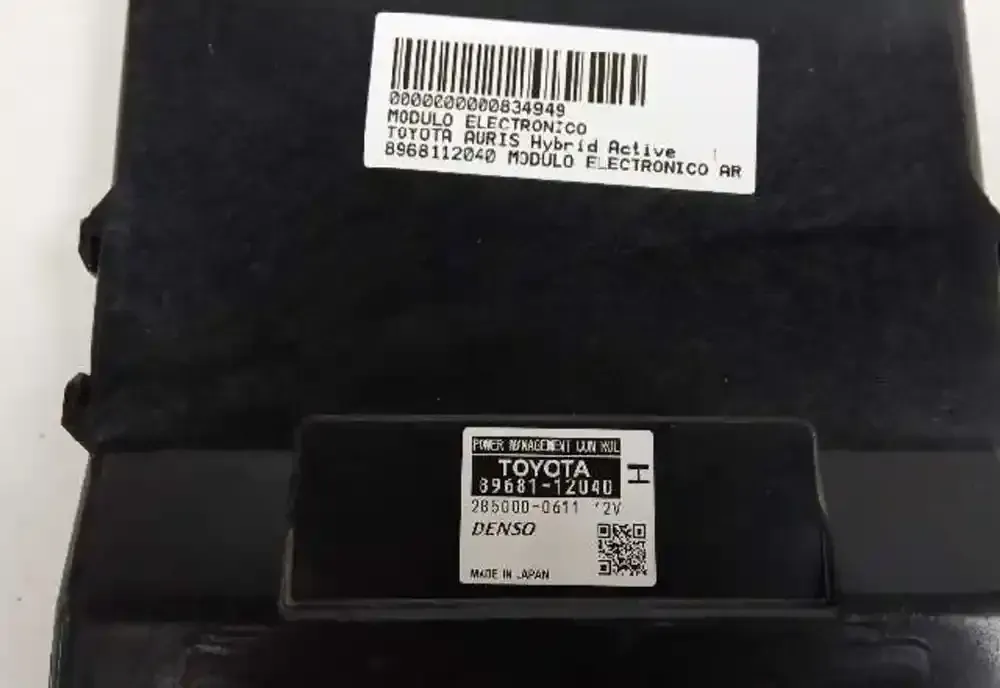 0000000000834949
MODULO ELECTRONICO
TOYOTA AURIS Hybrid Active
8968112040 MODULO ELECTRONICO AR
POWER MANAGEMENT CONTROL
TOYOTA
89681-12040
H
285000-0611 12V
DENSO
MADE IN JAPAN